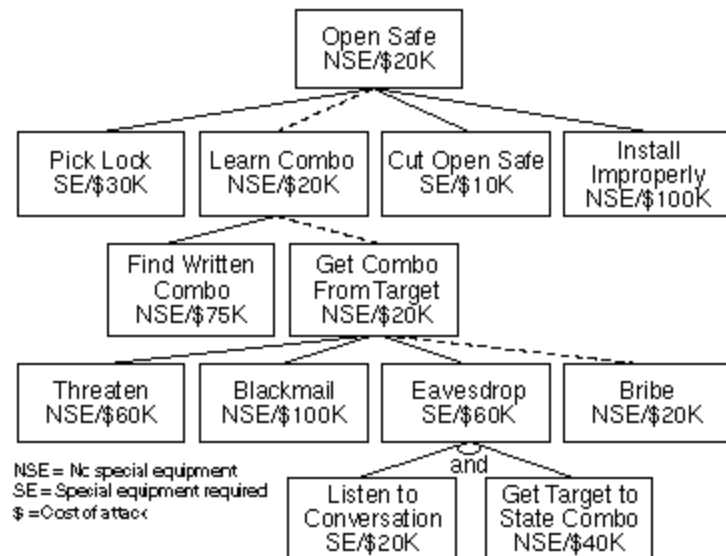 Open Safe
NSE/$20K
Pick Lock
SE/$30K
Learn Combo
NSE/$20K
Cut Open Safe
SE/$10K
Install
Improperly
NSE/$100K
Find Written
Combo
NSE/$75K
Get Combo
From Target
NSE/$20K
Threaten
NSE/$60K
Blackmail
NSE/$100K
Eavesdrop
SE/$60K
Bribe
NSE/$20K
and
NSE = No special equipment
SE = Special equipment required
$ = Cost of attack
Listen to
Conversation
SE/$20K
Get Target to
State Combo
NSE/$40K